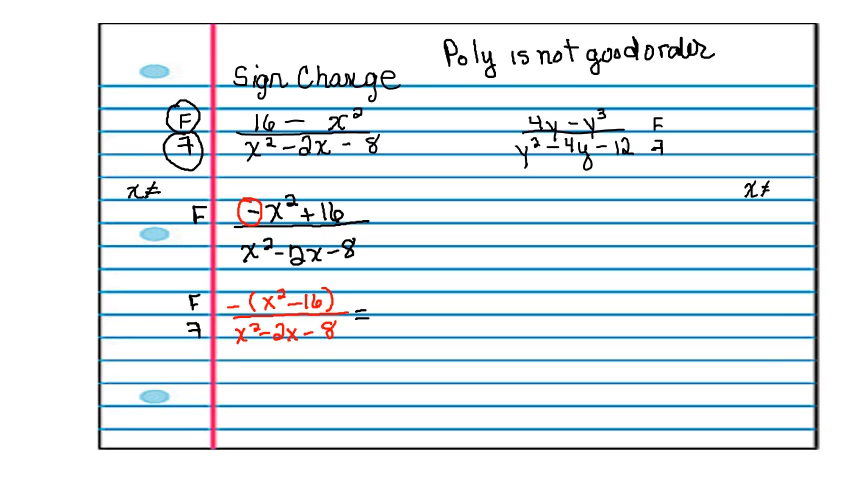 Poly is not good order
Sign Change
F 16 - x² 4y - y³ F
7 x² - 2x - 8 y² - 4y - 12 7
x≠ x≠
F -x² + 16
x² - 2x - 8
F -(x² - 16) =
7 x² - 2x - 8